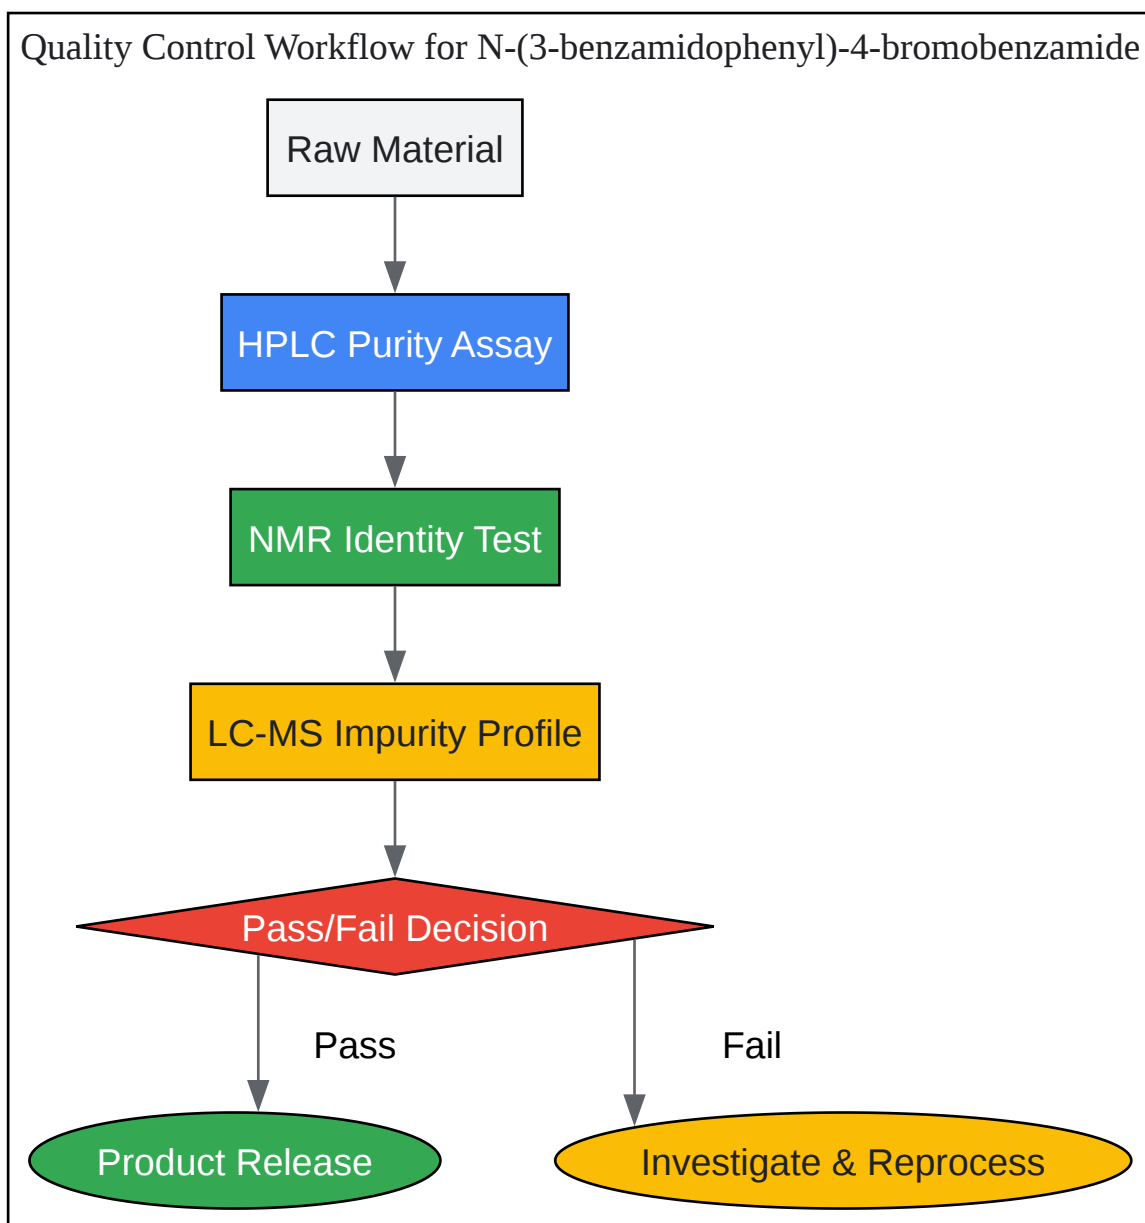 Quality Control Workflow for N-(3-benzamidophenyl)-4-bromobenzamide
Raw Material
HPLC Purity Assay
NMR Identity Test
LC-MS Impurity Profile
Pass/Fail Decision
Pass
Fail
Product Release
Investigate & Reprocess